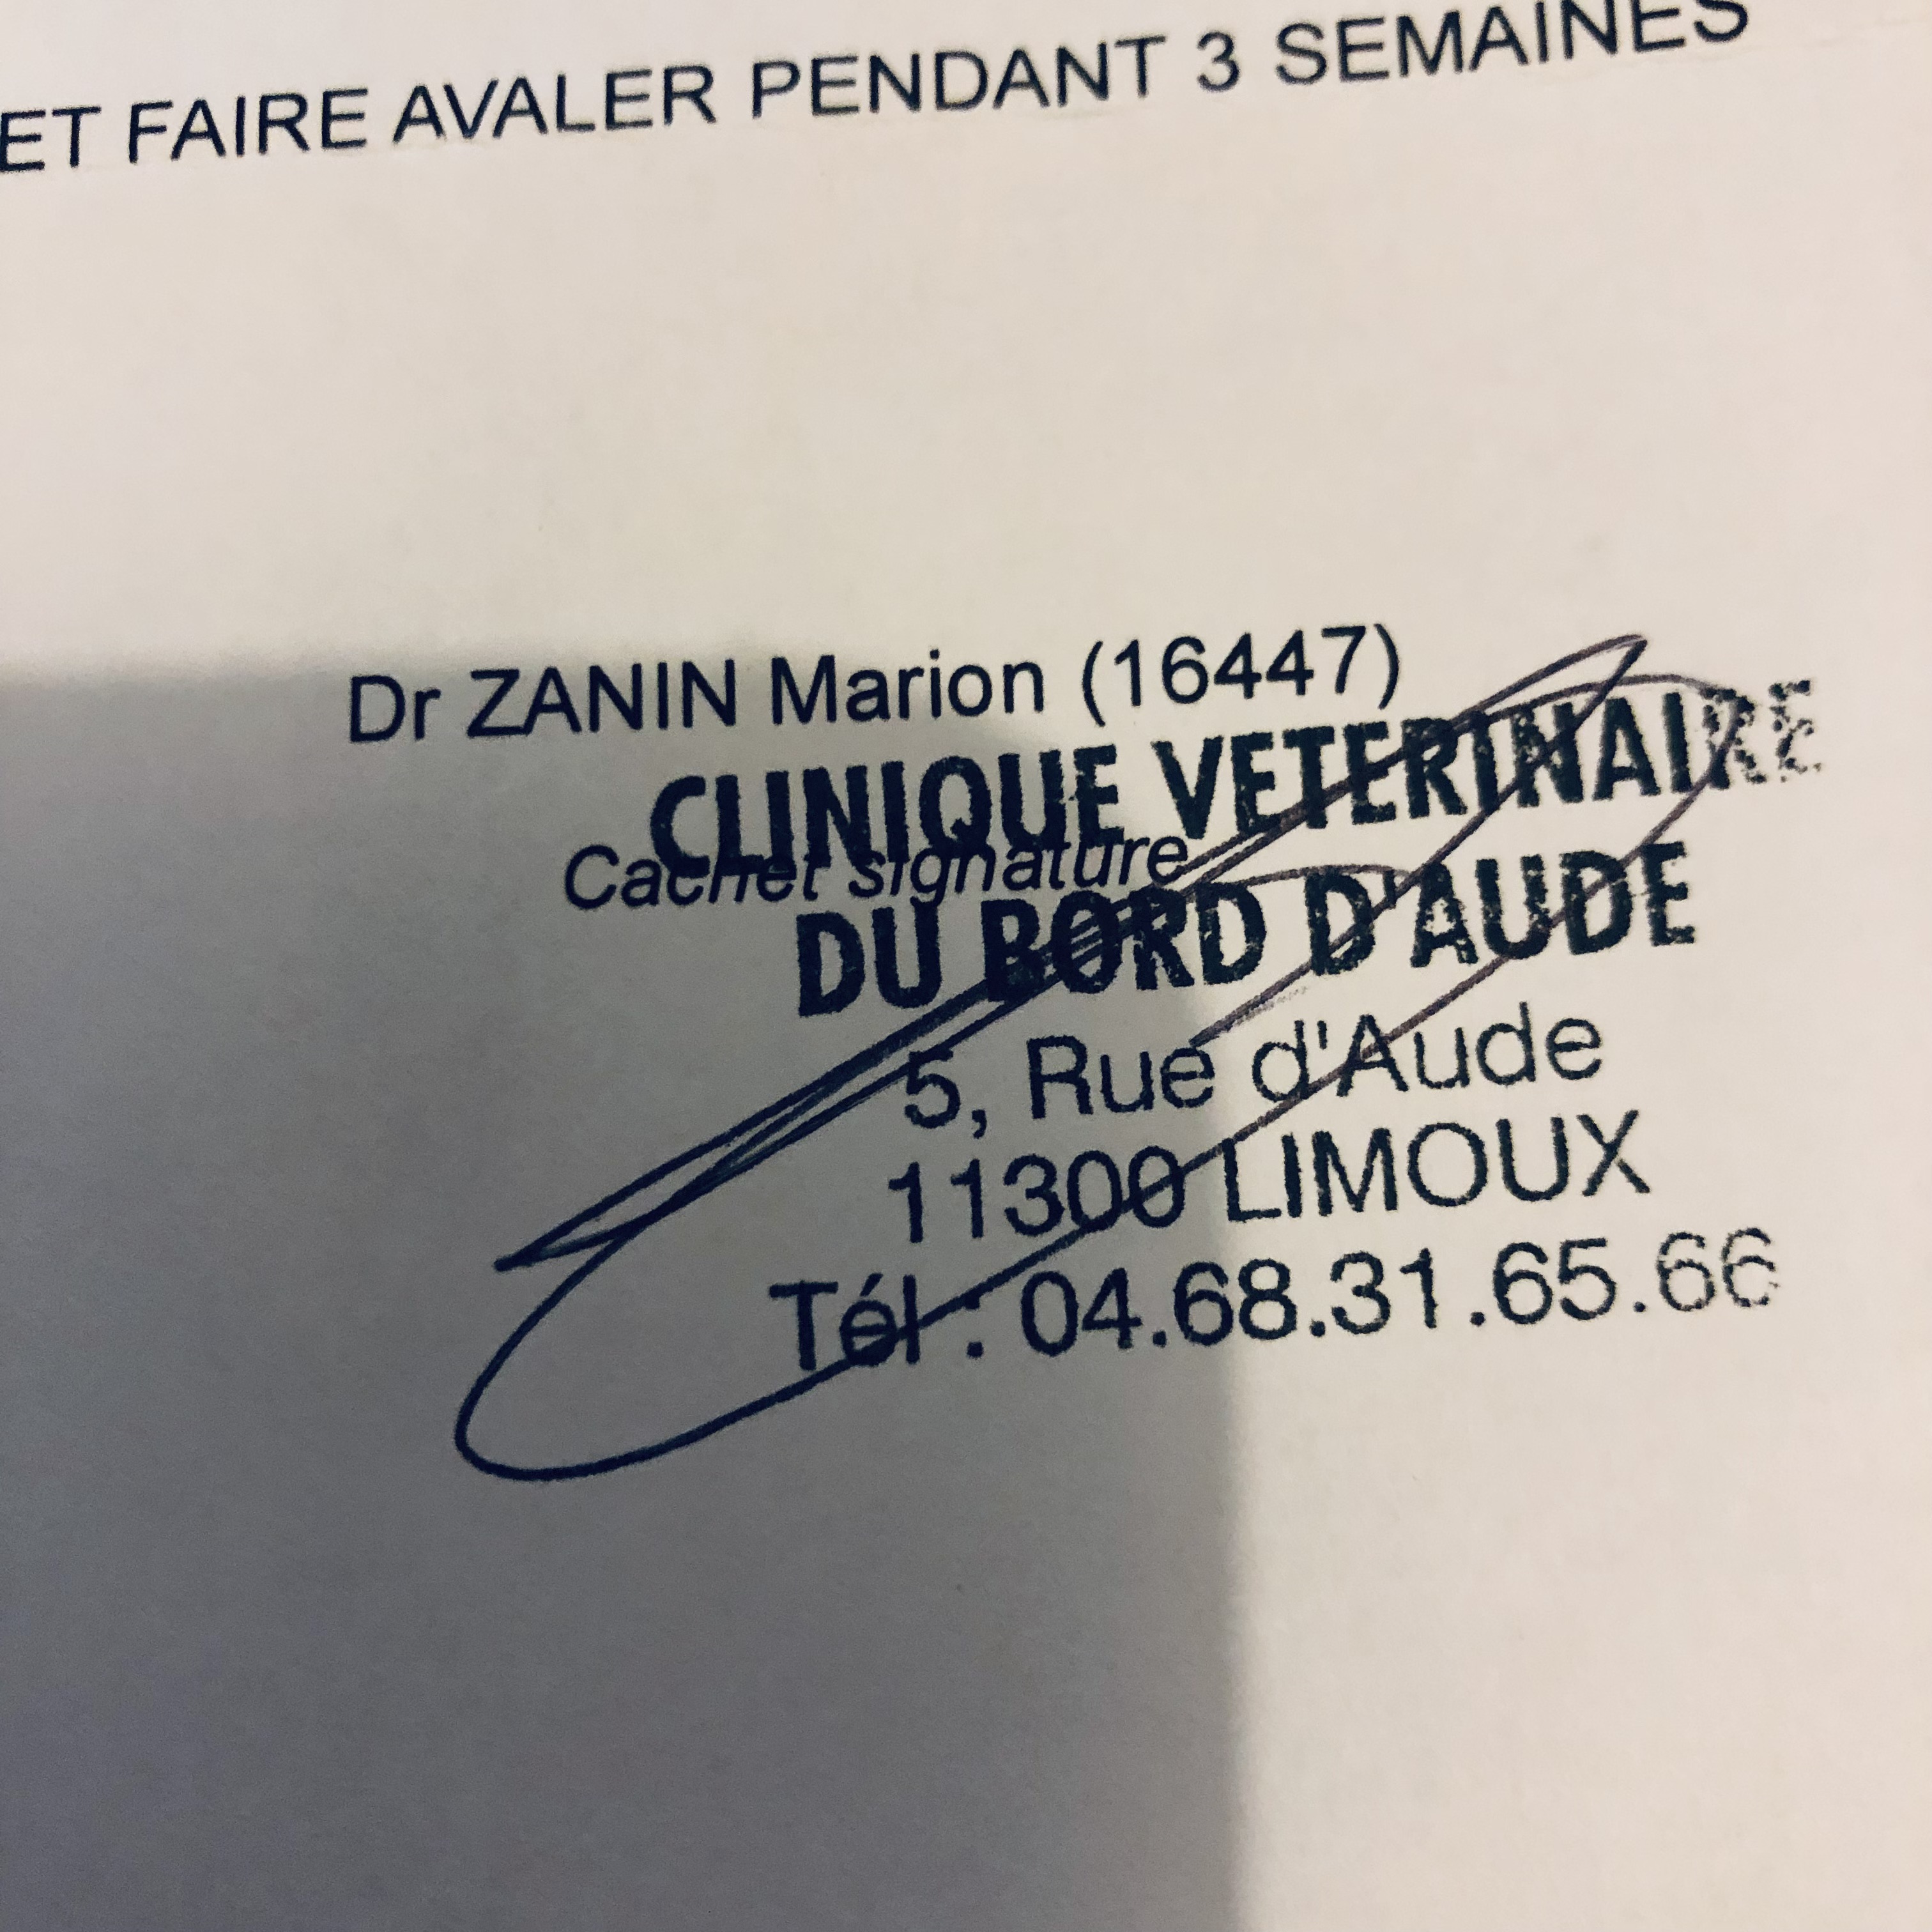 ET FAIRE AVALER PENDANT 3 SEMAINES
Dr ZANIN Marion (16447)
CLINIQUE VETERINAIRE
Cachet signature
DU BORD D'AUDE
5, Rue d'Aude
11300 LIMOUX
Tél : 04.68.31.65.66